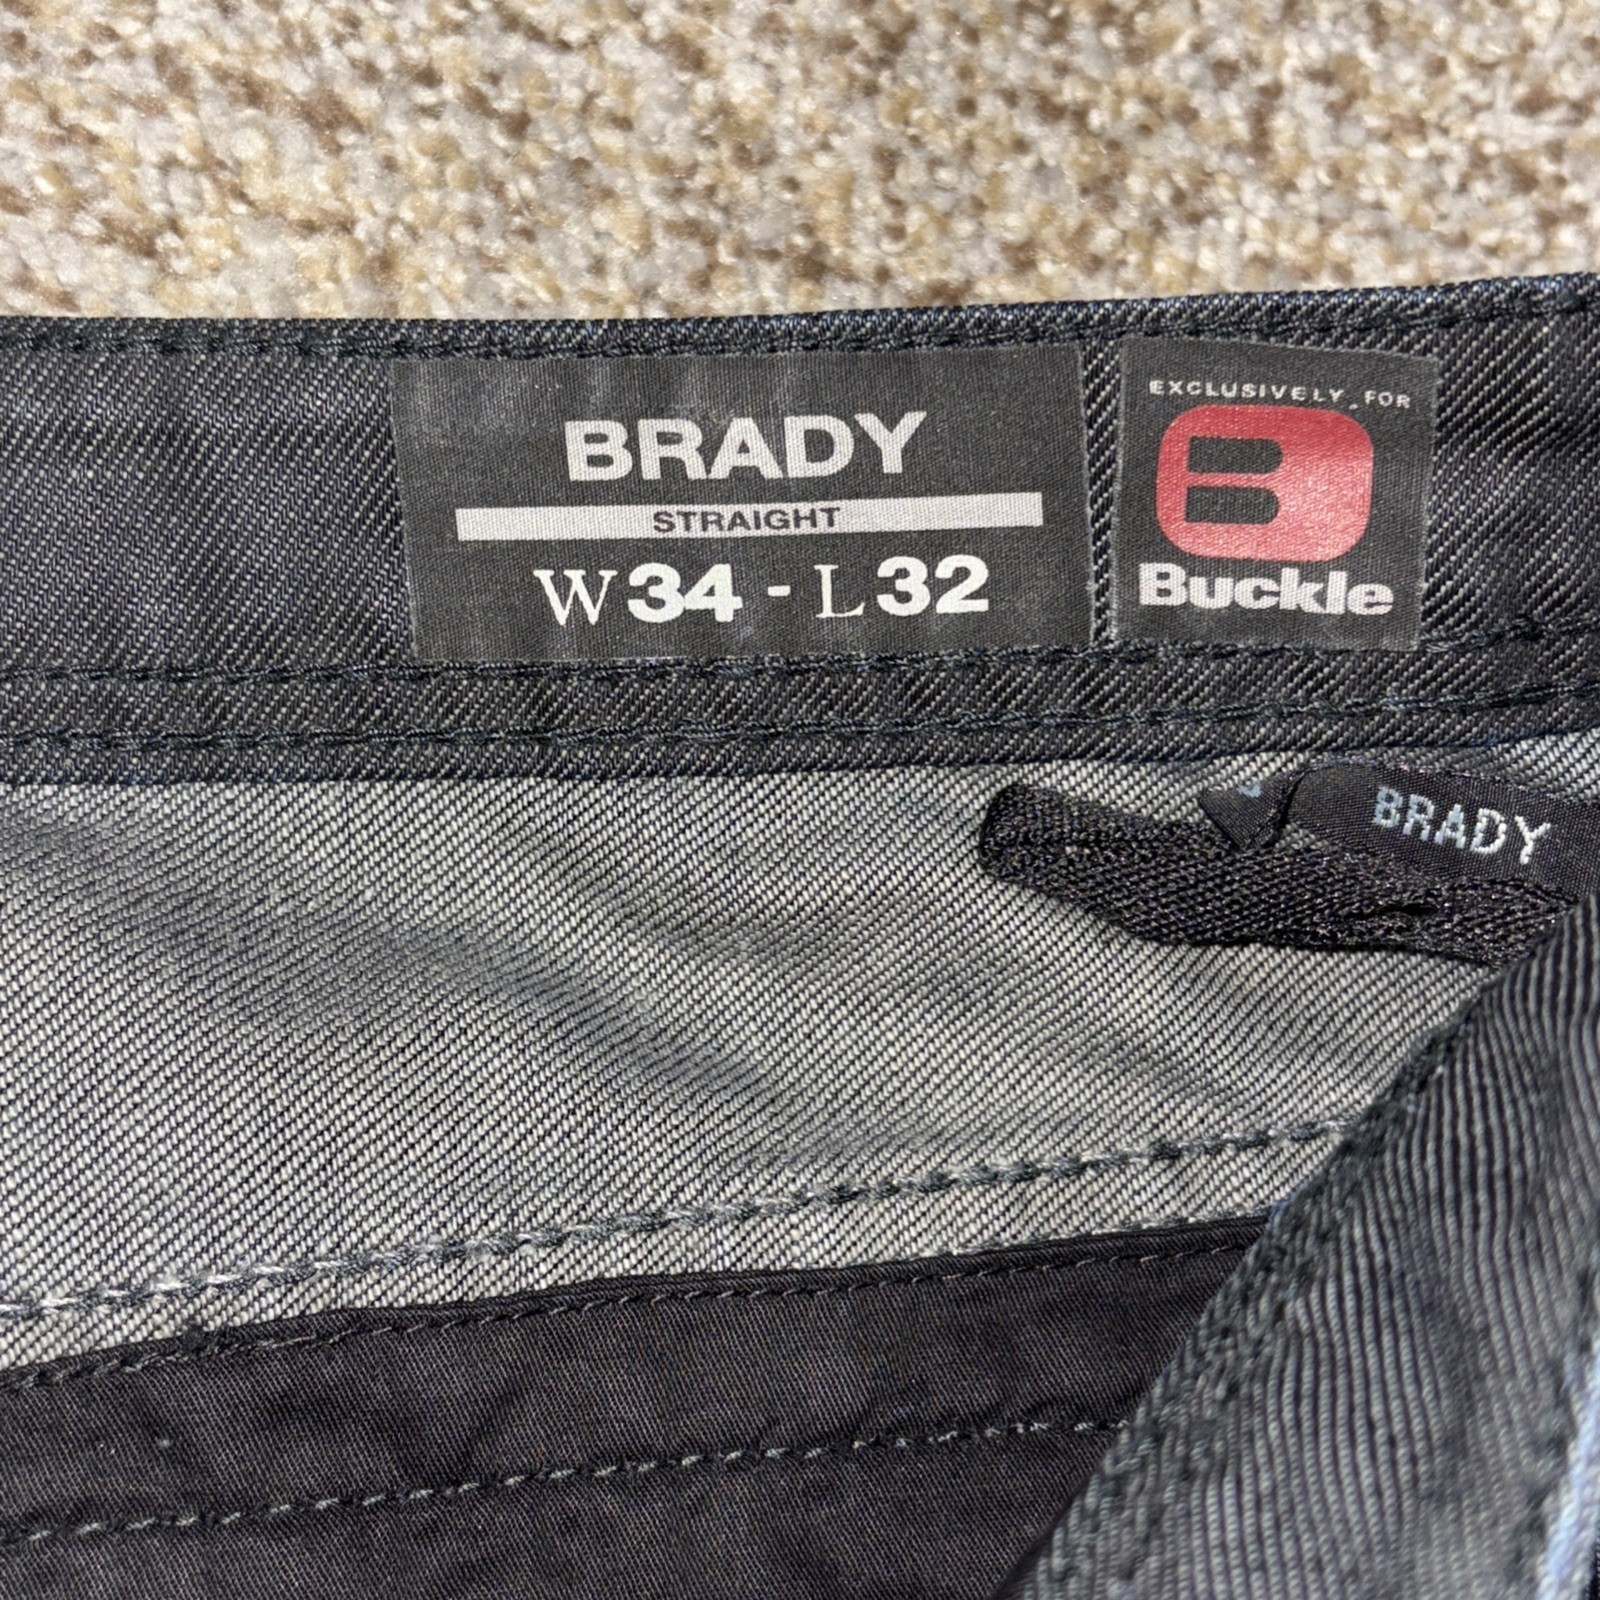 BRADY
STRAIGHT
W34 - L32
EXCLUSIVELY FOR
B
Buckle
BRADY